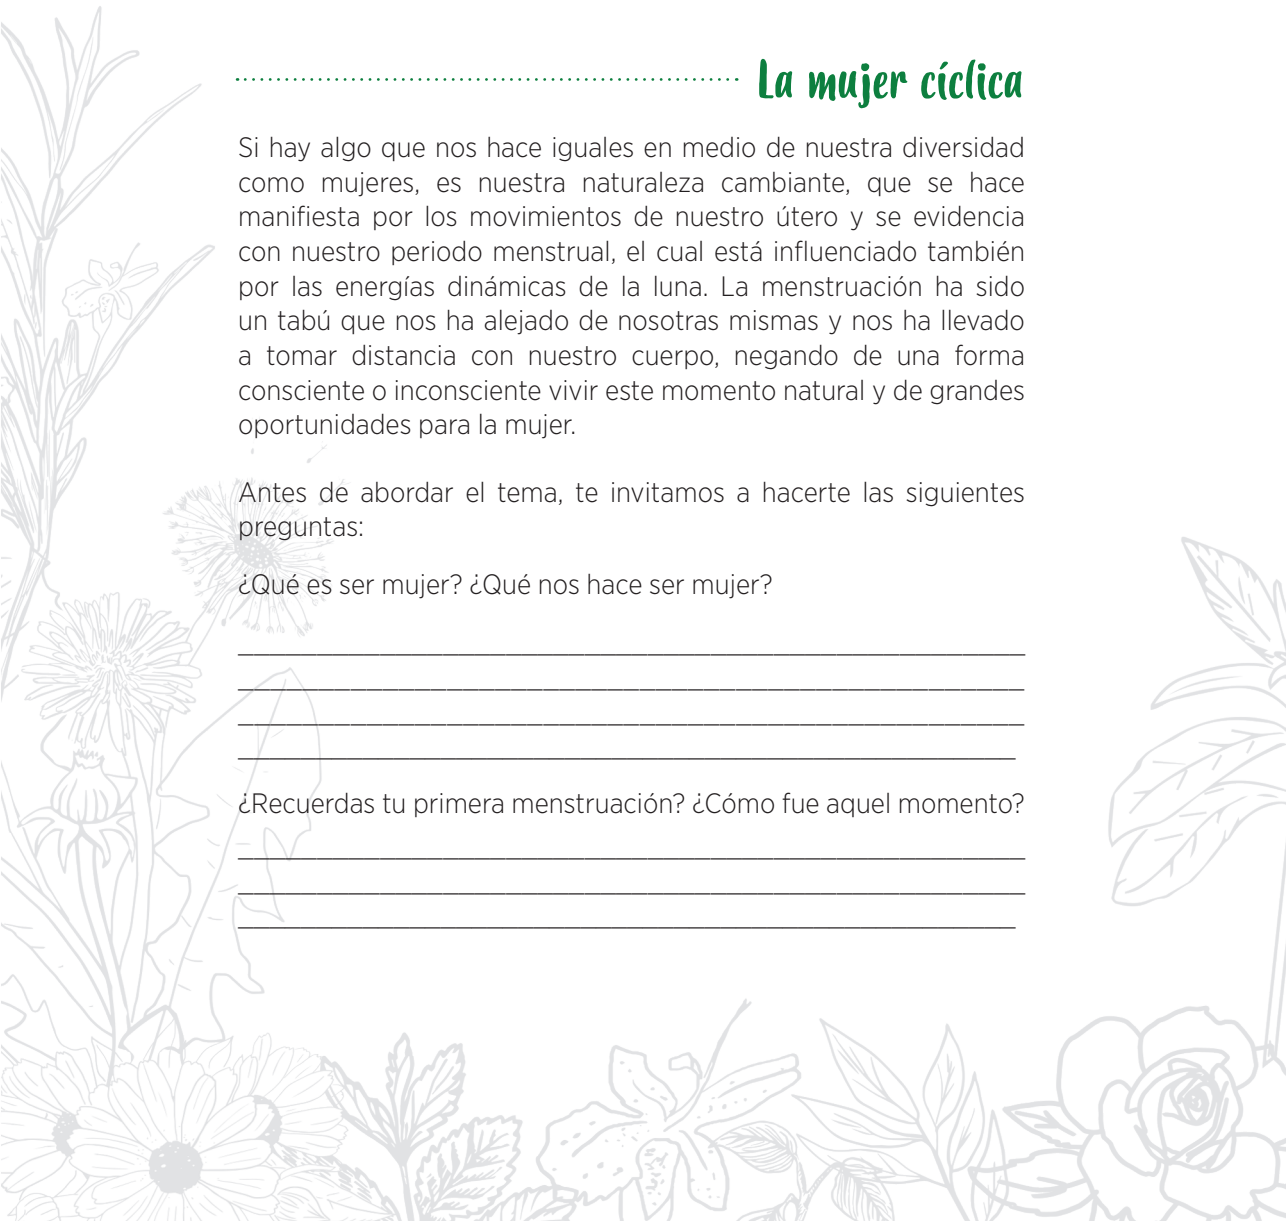 La mujer cíclica
Si hay algo que nos hace iguales en medio de nuestra diversidad
como mujeres, es nuestra naturaleza cambiante, que se hace
manifiesta por los movimientos de nuestro útero y se evidencia
con nuestro periodo menstrual, el cual está influenciado también
por las energías dinámicas de la luna. La menstruación ha sido
un tabú que nos ha alejado de nosotras mismas y nos ha llevado
a tomar distancia con nuestro cuerpo, negando de una forma
consciente o inconsciente vivir este momento natural y de grandes
oportunidades para la mujer.
Antes de abordar el tema, te invitamos a hacerte las siguientes
preguntas:
¿Qué es ser mujer? ¿Qué nos hace ser mujer?
¿Recuerdas tu primera menstruación? ¿Cómo fue aquel momento?